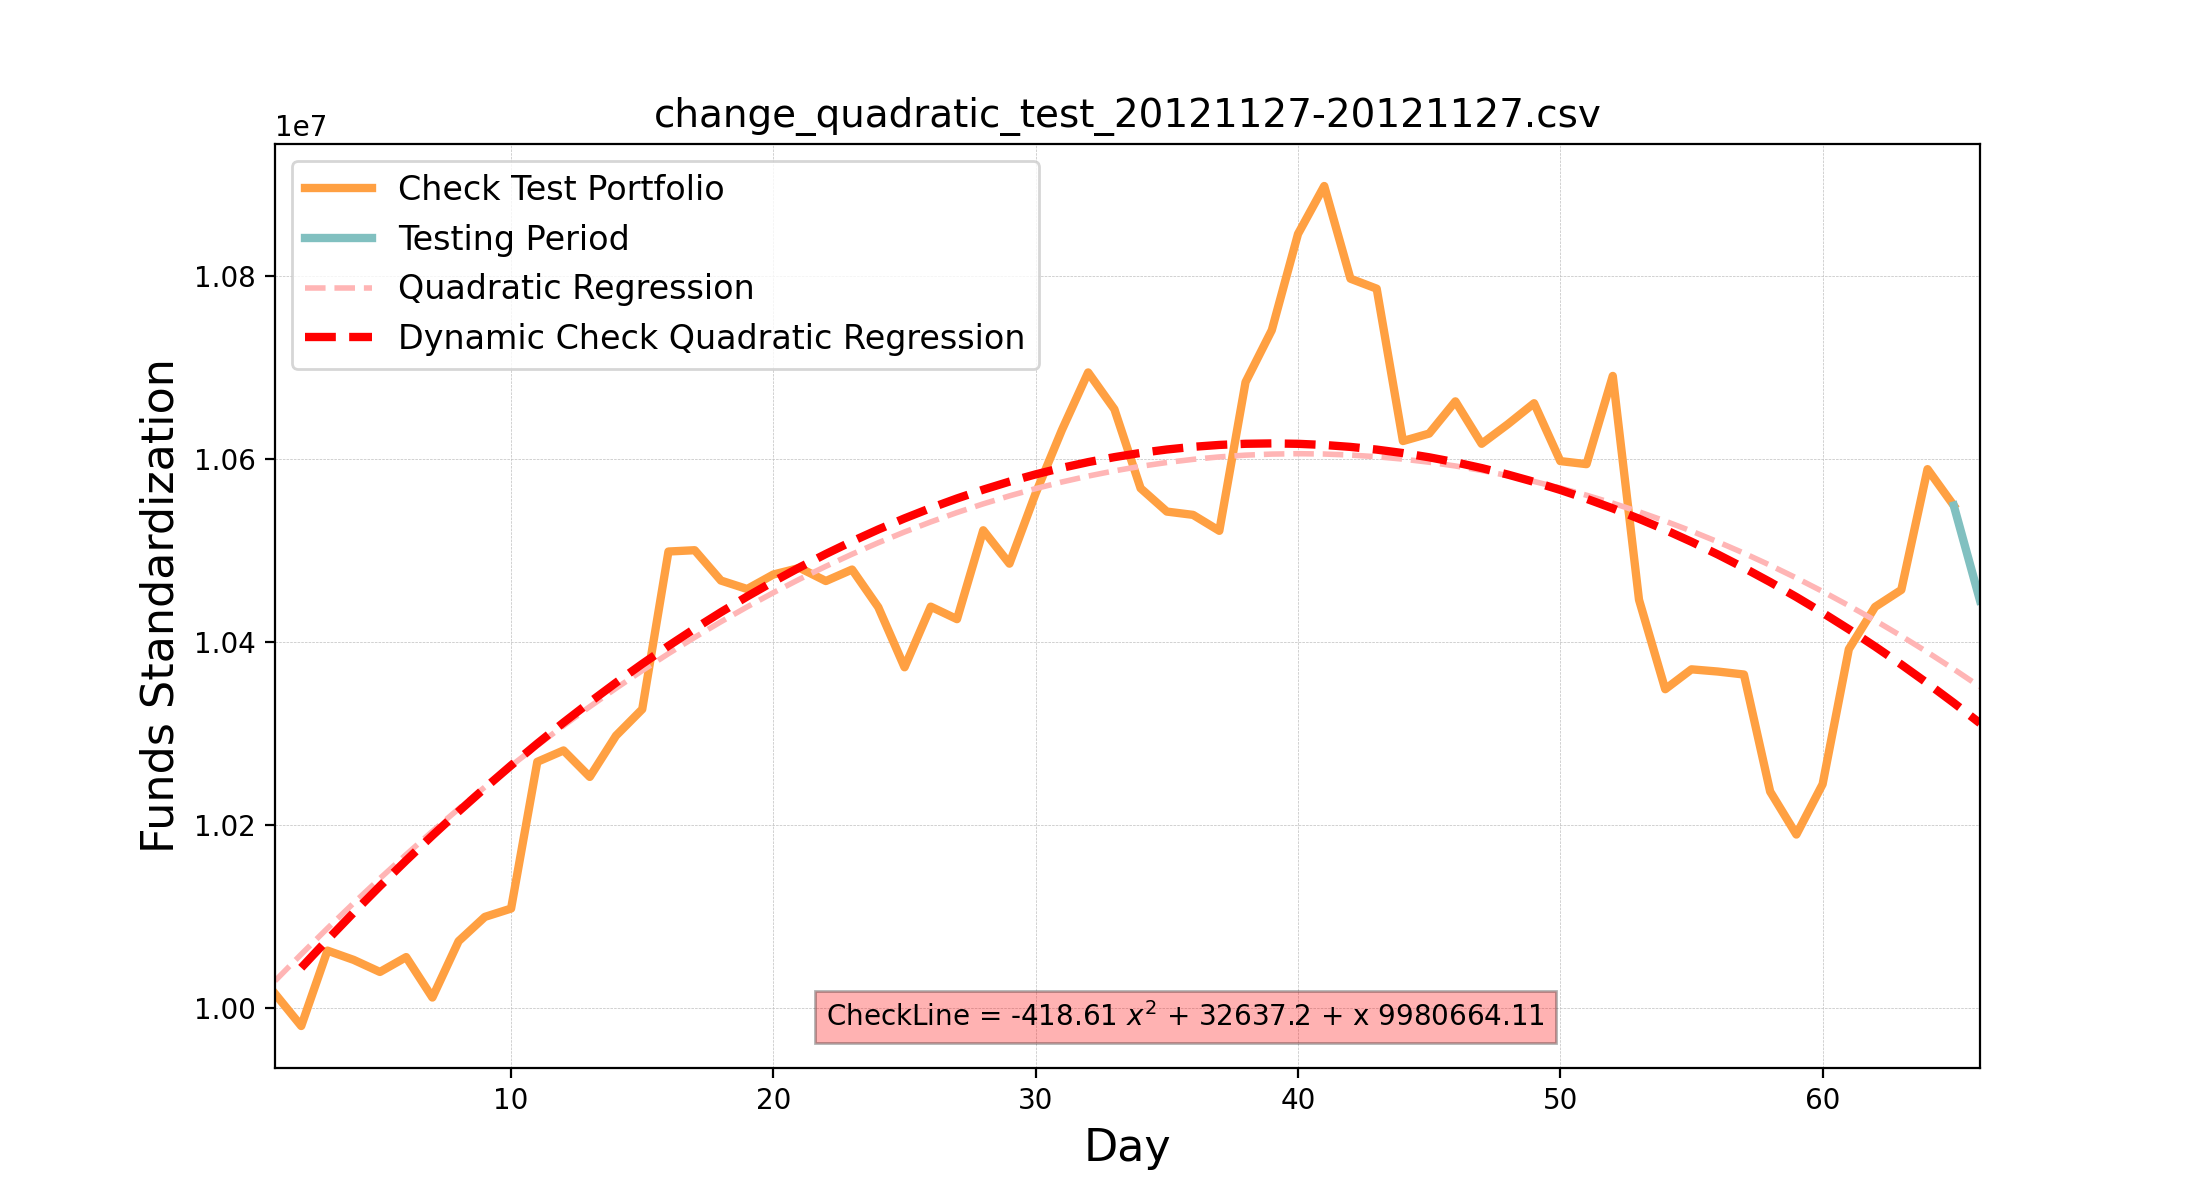 change_quadratic_test_20121127-20121127.csv
1e7
Check Test Portfolio
Testing Period
Quadratic Regression
Dynamic Check Quadratic Regression
Funds Standardization
1.08
1.06
1.04
1.02
1.00
CheckLine = -418.61 x² + 32637.2 + x 9980664.11
10 20 30 40 50 60
Day